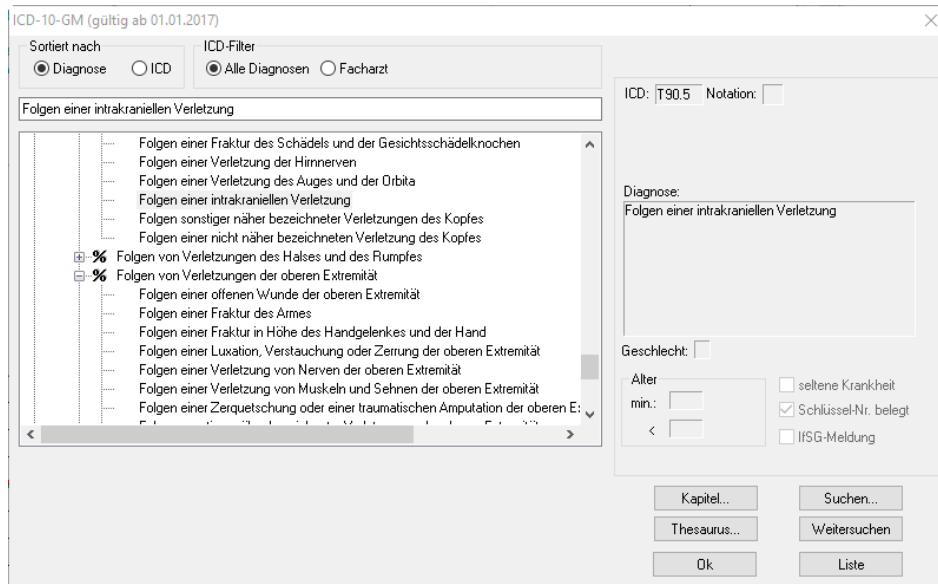 ICD-10-GM (gültig ab 01.01.2017)
Sortiert nach
Diagnose ICD
ICD-Filter
Alle Diagnosen Facharzt
Folgen einer intrakraniellen Verletzung
Folgen einer Fraktur des Schädels und der Gesichtsschädelknochen
Folgen einer Verletzung der Hirnnerven
Folgen einer Verletzung des Auges und der Orbita
Folgen einer intrakraniellen Verletzung
Folgen sonstiger näher bezeichneter Verletzungen des Kopfes
Folgen einer nicht näher bezeichneten Verletzung des Kopfes
% Folgen von Verletzungen des Halses und des Rumpfes
% Folgen von Verletzungen der oberen Extremität
Folgen einer offenen Wunde der oberen Extremität
Folgen einer Fraktur des Armes
Folgen einer Fraktur in Höhe des Handgelenkes und der Hand
Folgen einer Luxation, Verstauchung oder Zerrung der oberen Extremität
Folgen einer Verletzung von Nerven der oberen Extremität
Folgen einer Verletzung von Muskeln und Sehnen der oberen Extremität
Folgen einer Zerquetschung oder einer traumatischen Amputation der oberen E
ICD: T90.5 Notation:
Diagnose:
Folgen einer intrakraniellen Verletzung
Geschlecht:
Alter
min.:
<
seltene Krankheit
Schlüssel-Nr. belegt
IfSG-Meldung
Kapitel... Suchen...
Thesaurus... Weitersuchen
Ok Liste